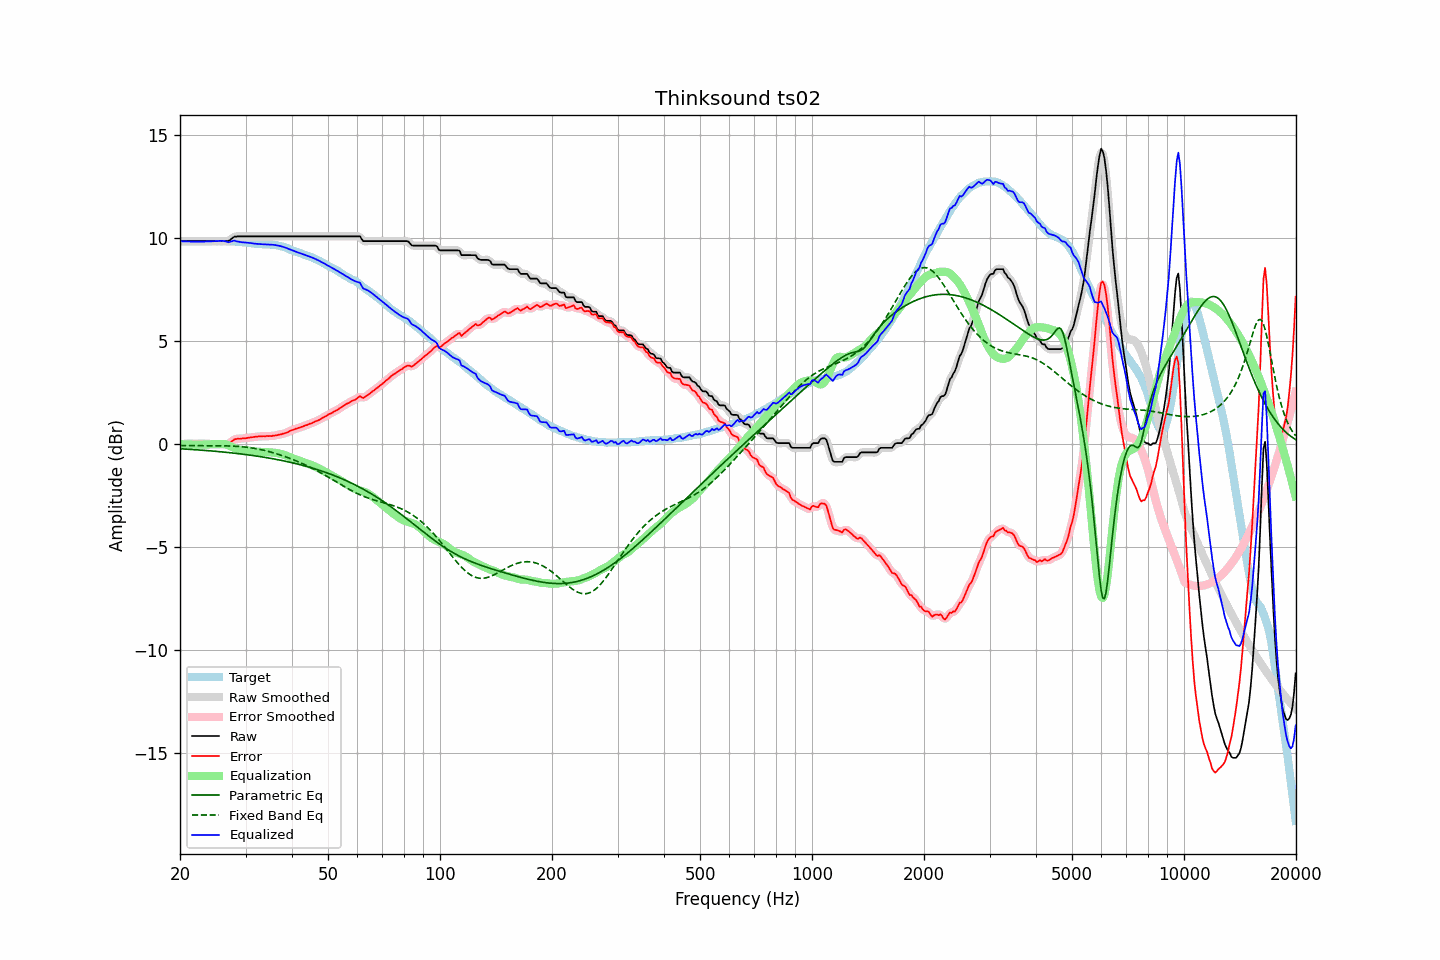 Thinksound ts02
15
10
5
0
−5
−10
−15
Amplitude (dBr)
Target
Raw Smoothed
Error Smoothed
Raw
Error
Equalization
Parametric Eq
Fixed Band Eq
Equalized
20 50 100 200 500 1000 2000 5000 10000 20000
Frequency (Hz)